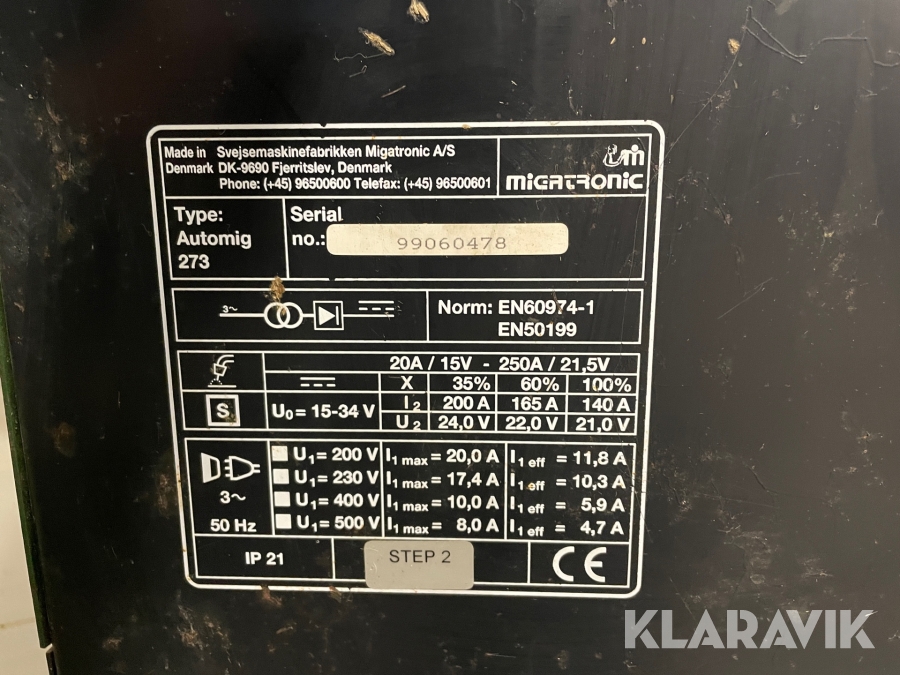 Made in Svejsemaskinefabrikken Migatronic A/S
Denmark DK-9690 Fjerritslev, Denmark
Phone: (+45) 96500600 Telefax: (+45) 96500601
MIGATRONIC
Type:
Automig
273
Serial
no.: 99060478
3~
Norm: EN60974-1
EN50199
20A / 15V - 250A / 21,5V
X 35% 60% 100%
S U₀= 15-34 V I₂ 200 A 165 A 140 A
U₂ 24,0 V 22,0 V 21,0 V
U₁= 200 V I₁ max= 20,0 A I₁ eff = 11,8 A
U₁= 230 V I₁ max= 17,4 A I₁ eff = 10,3 A
3~ U₁= 400 V I₁ max= 10,0 A I₁ eff = 5,9 A
50 Hz U₁= 500 V I₁ max= 8,0 A I₁ eff = 4,7 A
IP 21 STEP 2 CE
KLARAVIK